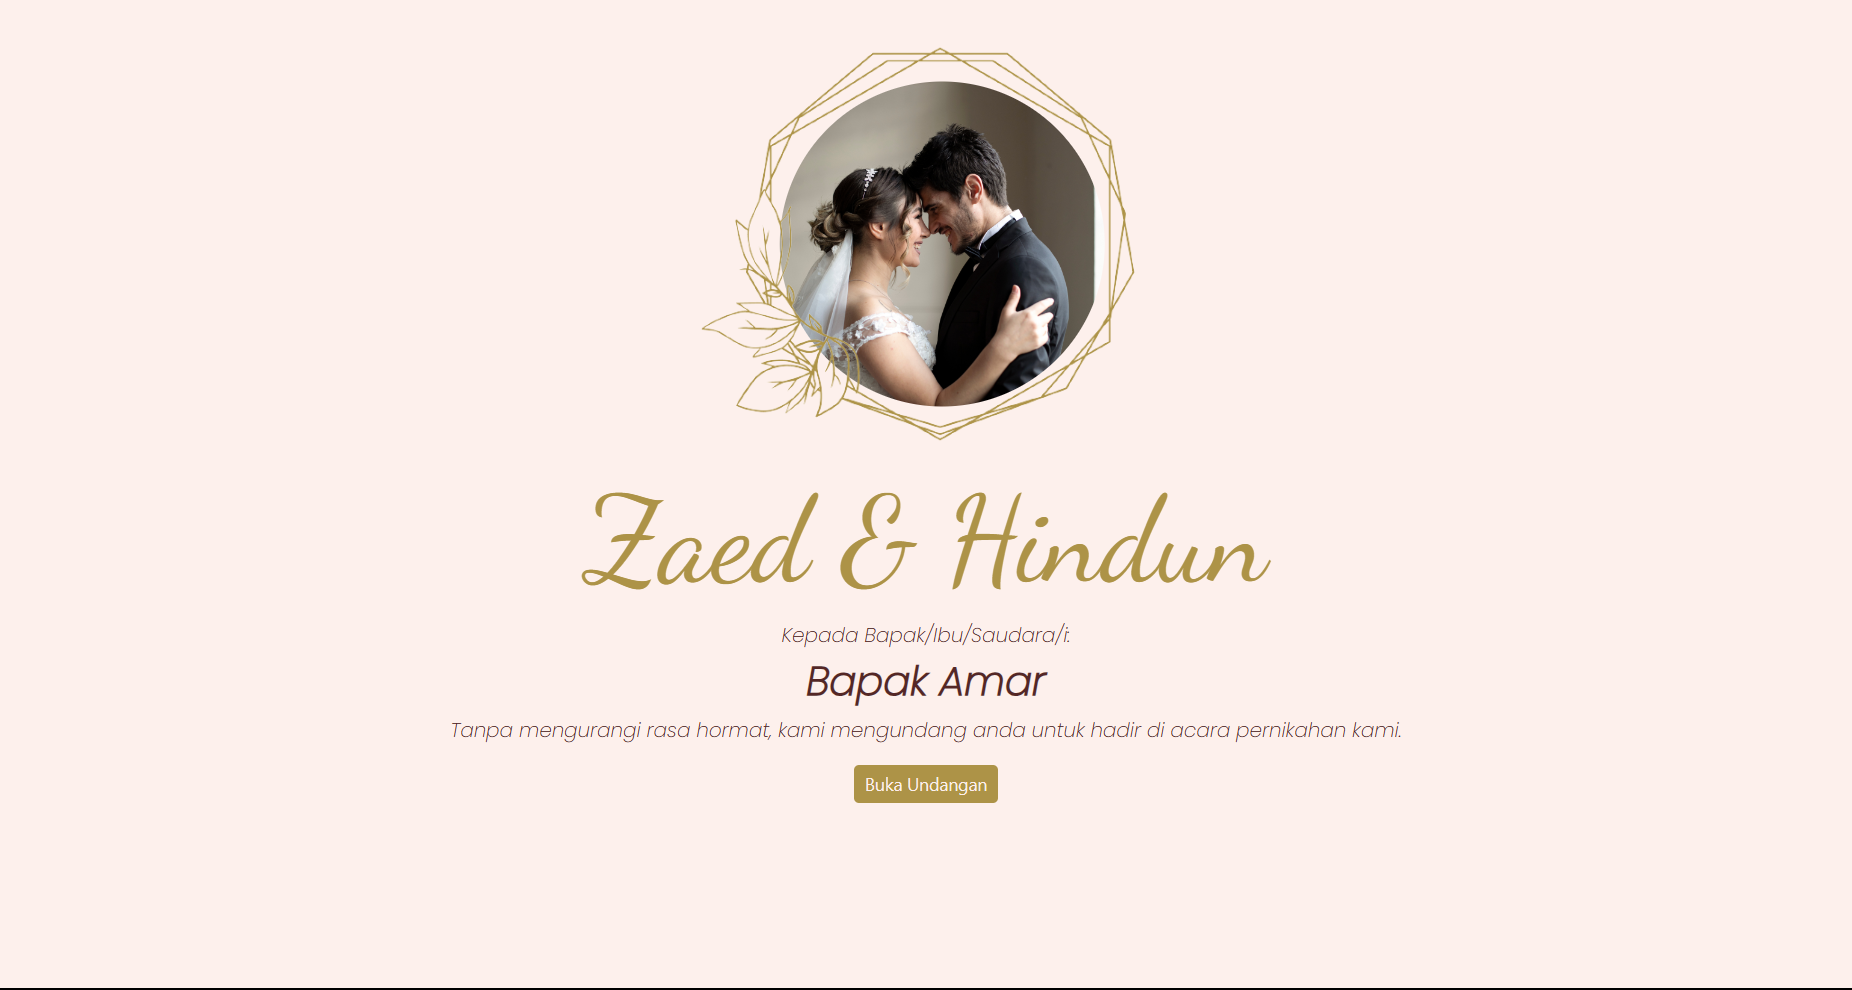 Zaed & Hindun
Kepada Bapak/Ibu/Saudara/i:
Bapak Amar
Tanpa mengurangi rasa hormat, kami mengundang anda untuk hadir di acara pernikahan kami.
Buka Undangan